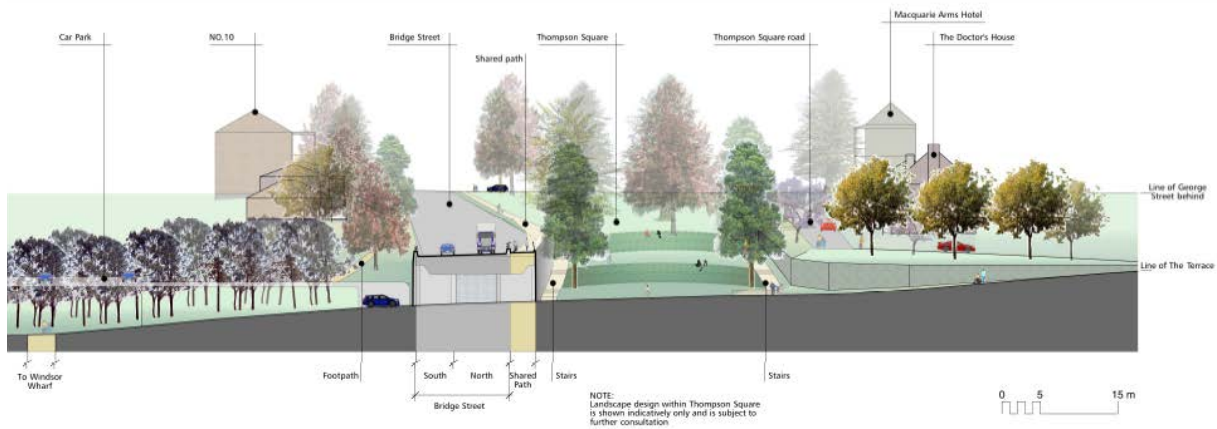 Macquarie Arms Hotel
Car Park
NO.10
Bridge Street
Thompson Square
Thompson Square road
The Doctor's House
Shared path
Line of George
Street behind
Line of The Terrace
To Windsor
Wharf
Footpath
South
North
Shared
Path
Stairs
Stairs
Bridge Street
NOTE:
Landscape design within Thompson Square
is shown indicatively only and is subject to
further consultation
0 5 15 m